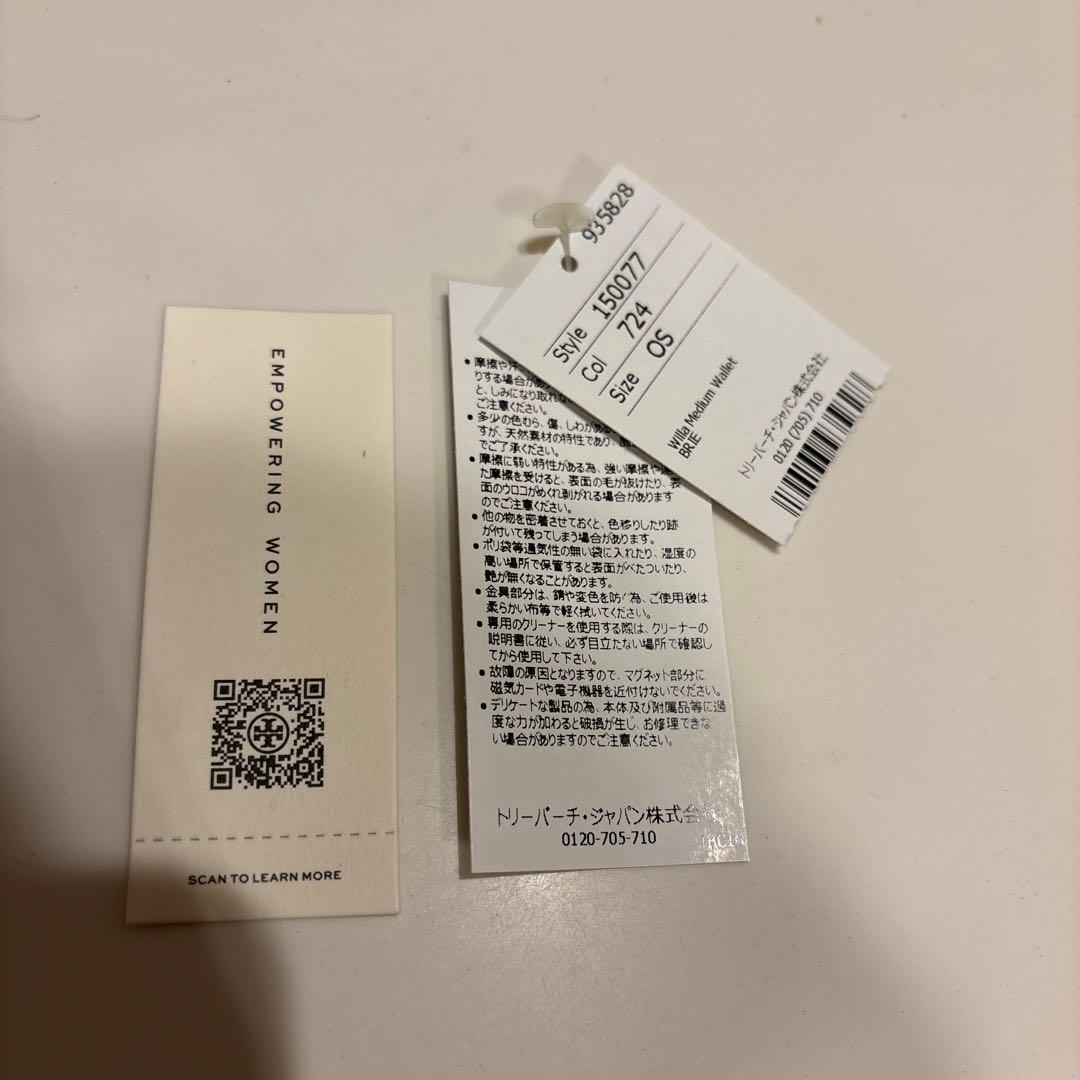 EMPOWERING WOMEN
SCAN TO LEARN MORE
935828
Style 150077
Col 724
Size OS
Willa Medium Wallet
BRIE
トリーバーチ・ジャパン株式会社
0120 (705) 710
• 摩擦や
りする場合があ
と、しみになり取れな
ご注意ください。
• 多少の色むら、傷、しわがある
すが、天然素材の特性であり、
でご了承ください。
• 摩擦に弱い特性がある為、強い摩擦や
た摩擦を受けると、表面の毛が抜けたり、表
面のウロコがめくれ剥がれる場合があります
のでご注意ください。
• 他の物を密着させておくと、色移りしたり跡
が付いて残ってしまう場合があります。
• ポリ袋等通気性の無い袋に入れたり、湿度の
高い場所で保管すると表面がべたついたり、
艶が無くなることがあります。
• 金具部分は、錆や変色を防ぐ為、ご使用後は
柔らかい布等で軽く拭いてください。
• 専用のクリーナーを使用する際は、クリーナーの
説明書に従い、必ず目立たない場所で確認し
てから使用して下さい。
• 故障の原因となりますので、マグネット部分に
磁気カードや電子機器を近付けないでください。
• デリケートな製品の為、本体及び附属品等に過
度な力が加わると破損が生じ、お修理できな
い場合がありますのでご注意ください。
トリーバーチ・ジャパン株式会
0120-705-710